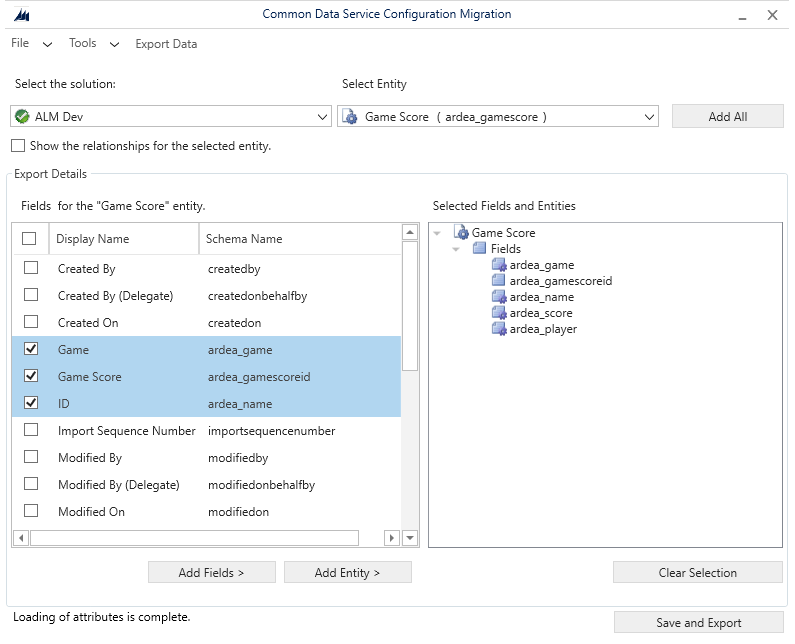 Common Data Service Configuration Migration
File Tools Export Data
Select the solution: Select Entity
ALM Dev Game Score ( ardea_gamescore ) Add All
Show the relationships for the selected entity.
Export Details
Fields for the "Game Score" entity. Selected Fields and Entities
Display Name Schema Name
Created By createdby
Created By (Delegate) createdonbehalfby
Created On createdon
Game ardea_game
Game Score ardea_gamescoreid
ID ardea_name
Import Sequence Number importsequencenumber
Modified By modifiedby
Modified By (Delegate) modifiedonbehalfby
Modified On modifiedon
Game Score
Fields
ardea_game
ardea_gamescoreid
ardea_name
ardea_score
ardea_player
Add Fields > Add Entity > Clear Selection
Loading of attributes is complete. Save and Export